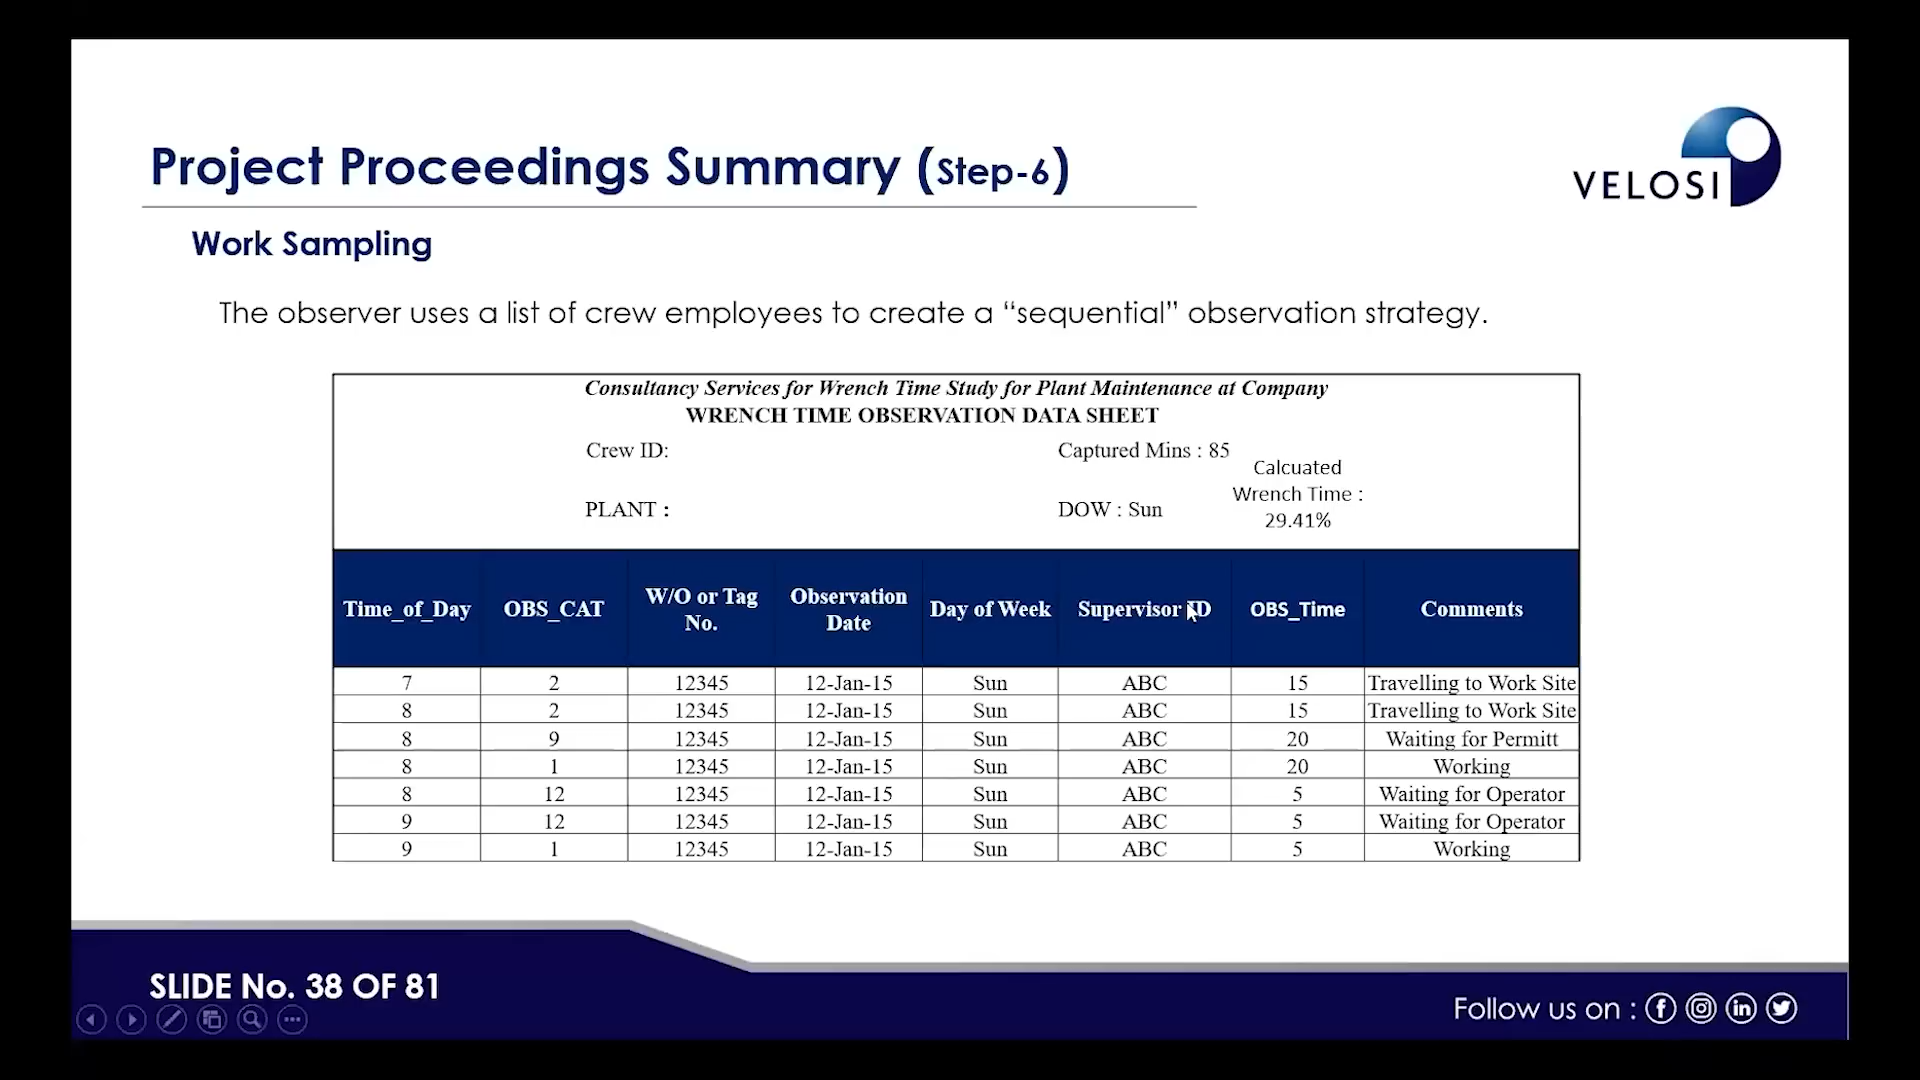 Project Proceedings Summary (Step-6)
VELOSI
Work Sampling
The observer uses a list of crew employees to create a “sequential” observation strategy.
Consultancy Services for Wrench Time Study for Plant Maintenance at Company
WRENCH TIME OBSERVATION DATA SHEET
Crew ID: Captured Mins : 85
Calcuated
Wrench Time :
29.41%
PLANT : DOW : Sun
Time_of_Day OBS_CAT W/O or Tag No. Observation Date Day of Week Supervisor ID OBS_Time Comments
7 2 12345 12-Jan-15 Sun ABC 15 Travelling to Work Site
8 2 12345 12-Jan-15 Sun ABC 15 Travelling to Work Site
8 9 12345 12-Jan-15 Sun ABC 20 Waiting for Permitt
8 1 12345 12-Jan-15 Sun ABC 20 Working
8 12 12345 12-Jan-15 Sun ABC 5 Waiting for Operator
9 12 12345 12-Jan-15 Sun ABC 5 Waiting for Operator
9 1 12345 12-Jan-15 Sun ABC 5 Working
SLIDE No. 38 OF 81
Follow us on :